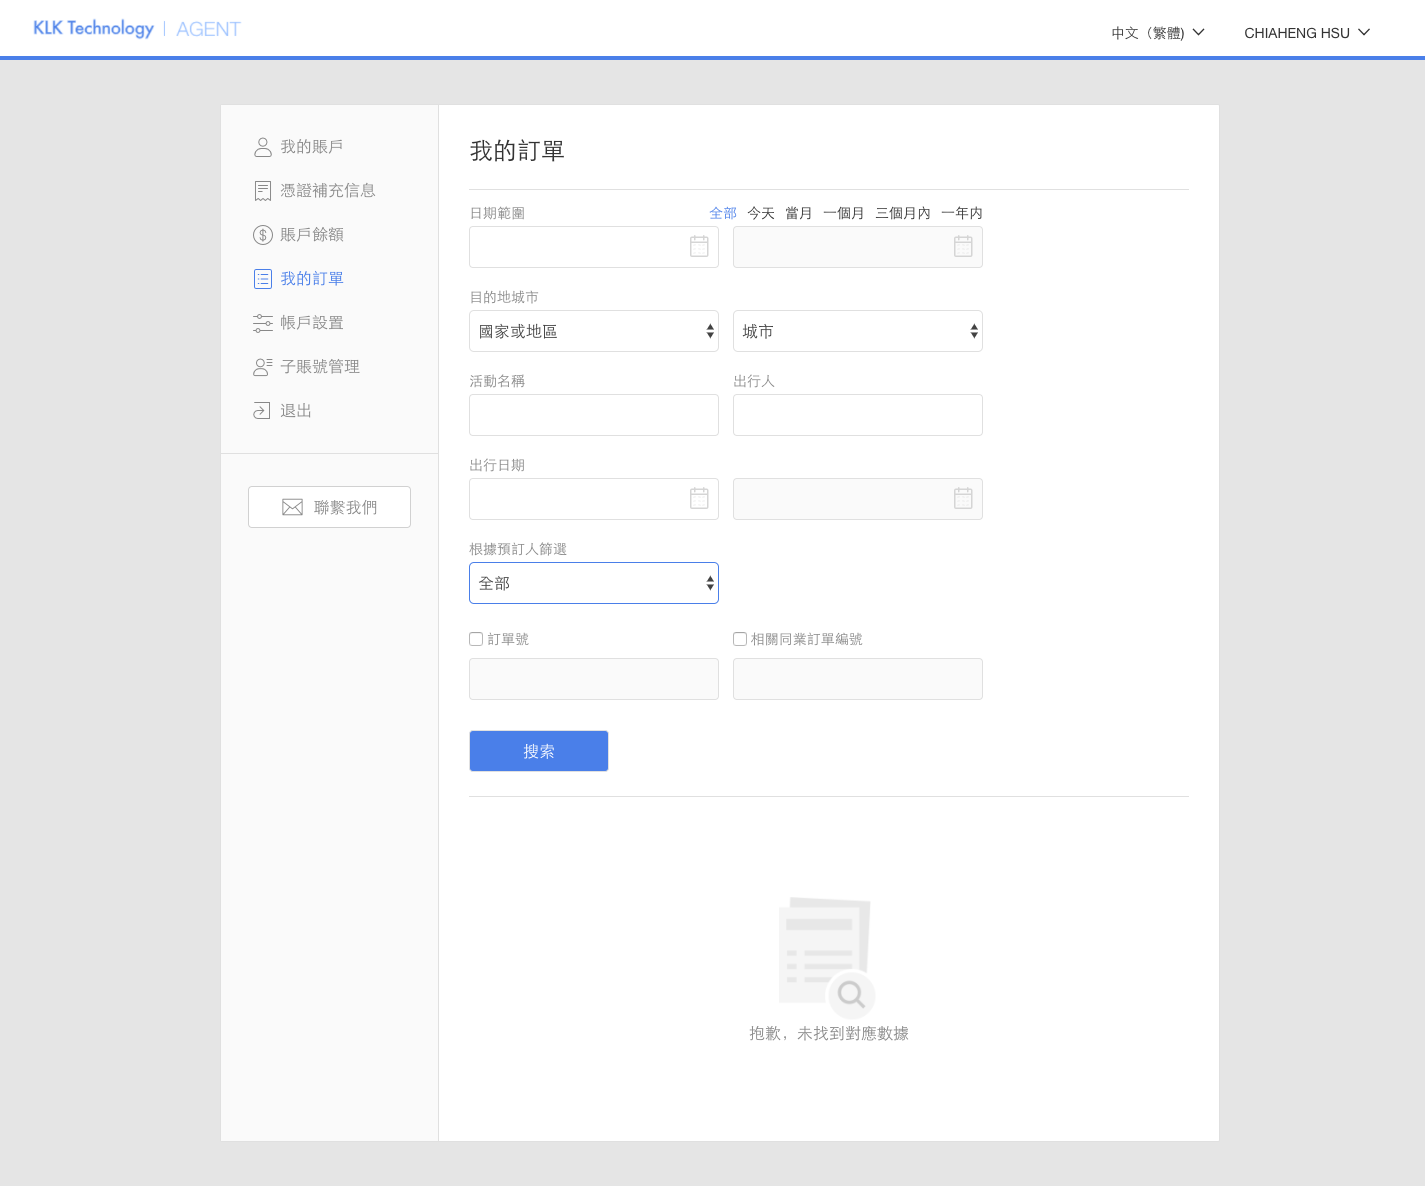 KLK Technology | AGENT
中文（繁體)
CHIAHENG HSU
我的賬戶
憑證補充信息
賬戶餘額
我的訂單
帳戶設置
子賬號管理
退出
聯繫我們
我的訂單
日期範圍
全部 今天 當月 一個月 三個月內 一年內
目的地城市
國家或地區 城市
活動名稱 出行人
出行日期
根據預訂人篩選
全部
訂單號 相關同業訂單編號
搜索
抱歉，未找到對應數據